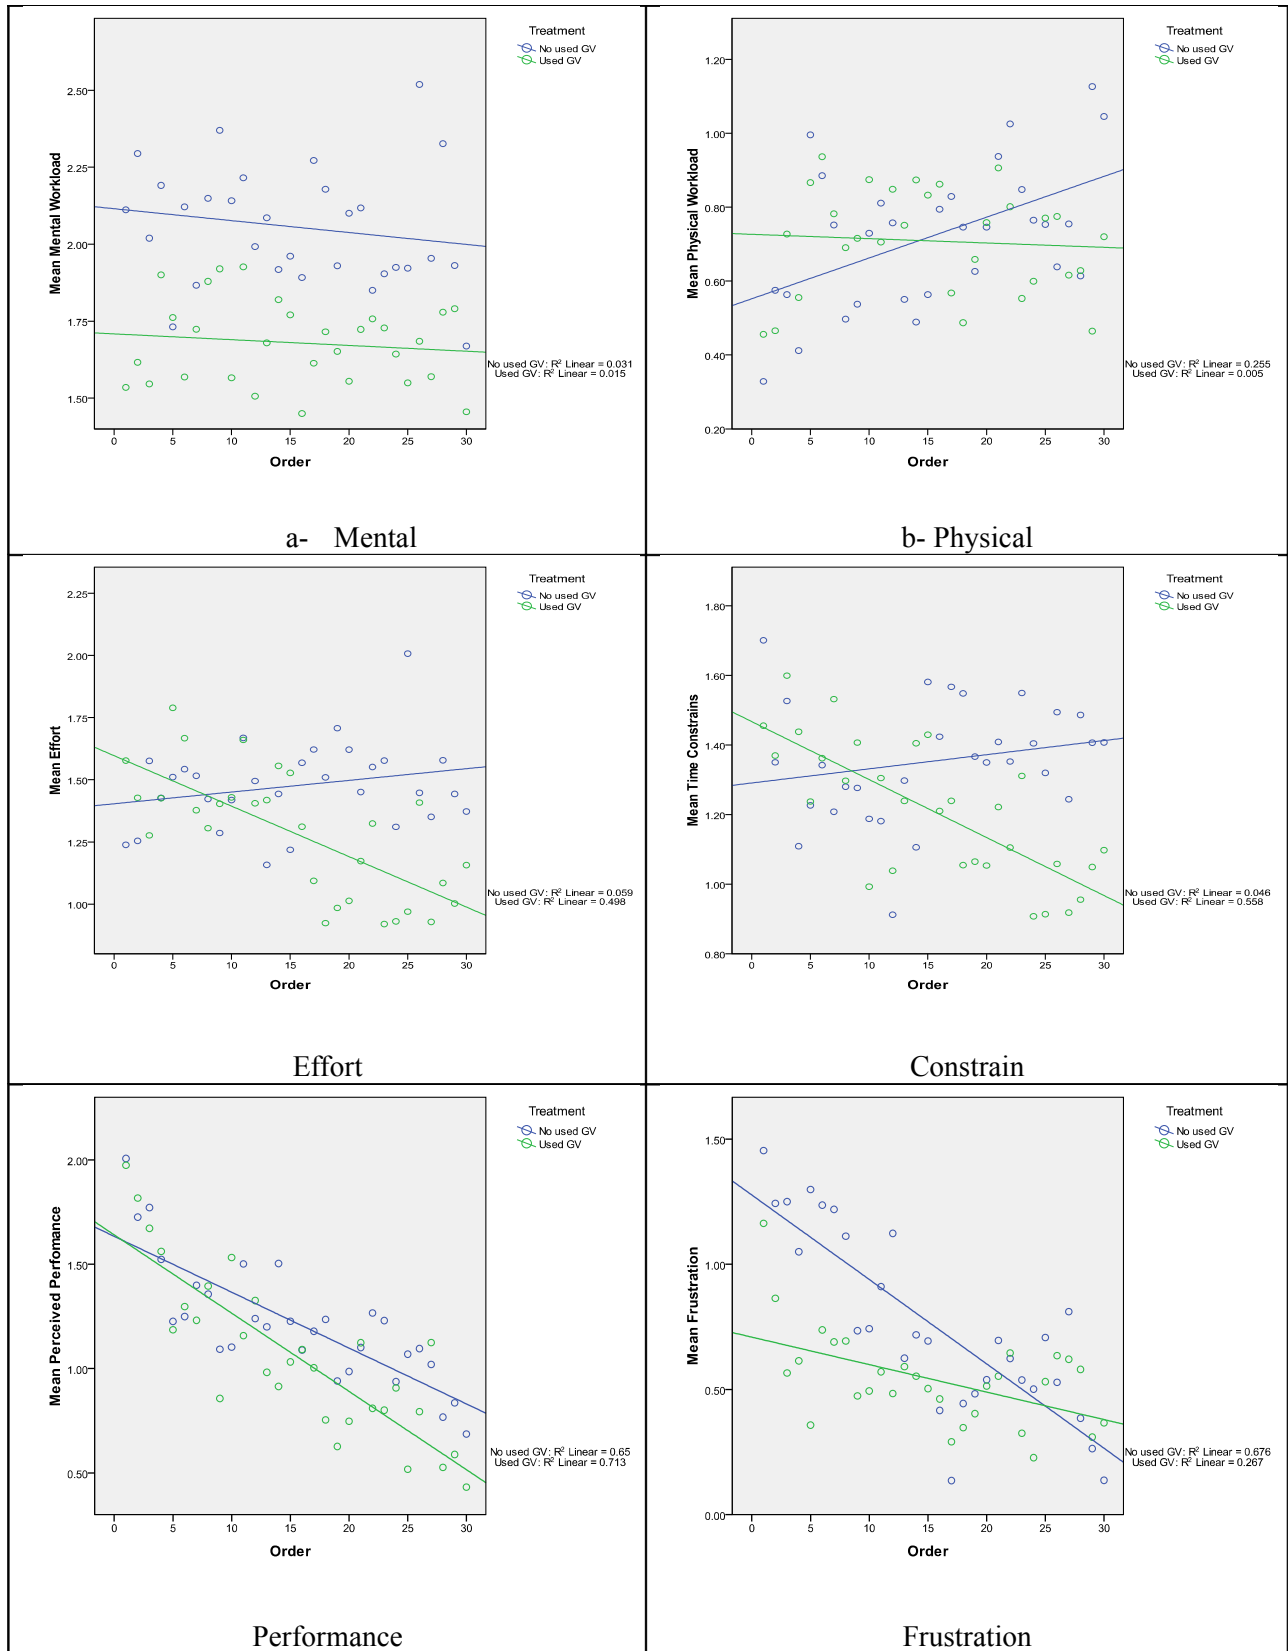 Treatment
No used GV
Used GV
Mean Mental Workload
2.50
2.25
2.00
1.75
1.50
0 5 10 15 20 25 30
Order
No used GV: R² Linear = 0.031
Used GV: R² Linear = 0.015
a- Mental
Treatment
No used GV
Used GV
Mean Physical Workload
1.20
1.00
0.80
0.60
0.40
0.20
0 5 10 15 20 25 30
Order
No used GV: R² Linear = 0.255
Used GV: R² Linear = 0.005
b- Physical
Treatment
No used GV
Used GV
Mean Effort
2.25
2.00
1.75
1.50
1.25
1.00
0 5 10 15 20 25 30
Order
No used GV: R² Linear = 0.059
Used GV: R² Linear = 0.498
Effort
Treatment
No used GV
Used GV
Mean Time Constrains
1.80
1.60
1.40
1.20
1.00
0.80
0 5 10 15 20 25 30
Order
No used GV: R² Linear = 0.046
Used GV: R² Linear = 0.558
Constrain
Treatment
No used GV
Used GV
Mean Perceived Perfomance
2.00
1.50
1.00
0.50
0 5 10 15 20 25 30
Order
No used GV: R² Linear = 0.65
Used GV: R² Linear = 0.713
Performance
Treatment
No used GV
Used GV
Mean Frustration
1.50
1.00
0.50
0.00
0 5 10 15 20 25 30
Order
No used GV: R² Linear = 0.676
Used GV: R² Linear = 0.267
Frustration